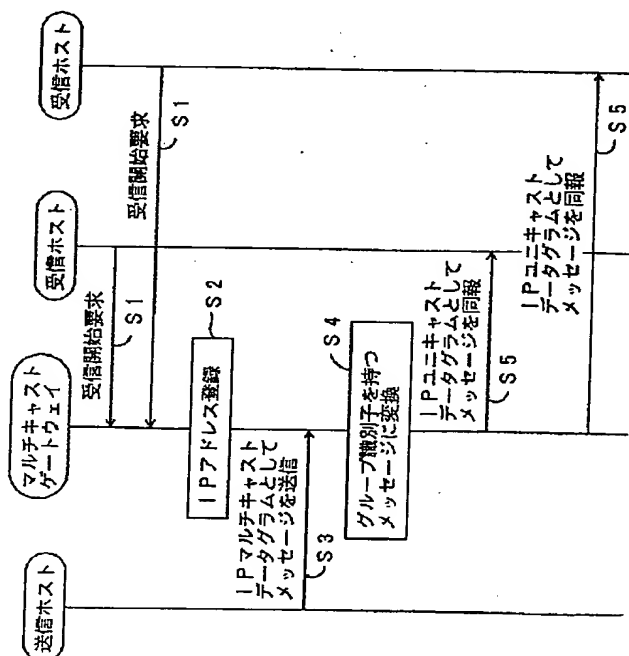 送信ホスト
マルチキャスト
ゲートウェイ
受信ホスト
受信ホスト
受信開始要求
S1
受信開始要求
S1
S2
IPアドレス登録
IPマルチキャスト
データグラムとして
メッセージを送信
S3
S4
グループ識別子を持つ
メッセージに変換
IPユニキャスト
データグラムとして
メッセージを同報
S5
IPユニキャスト
データグラムとして
メッセージを同報
S5